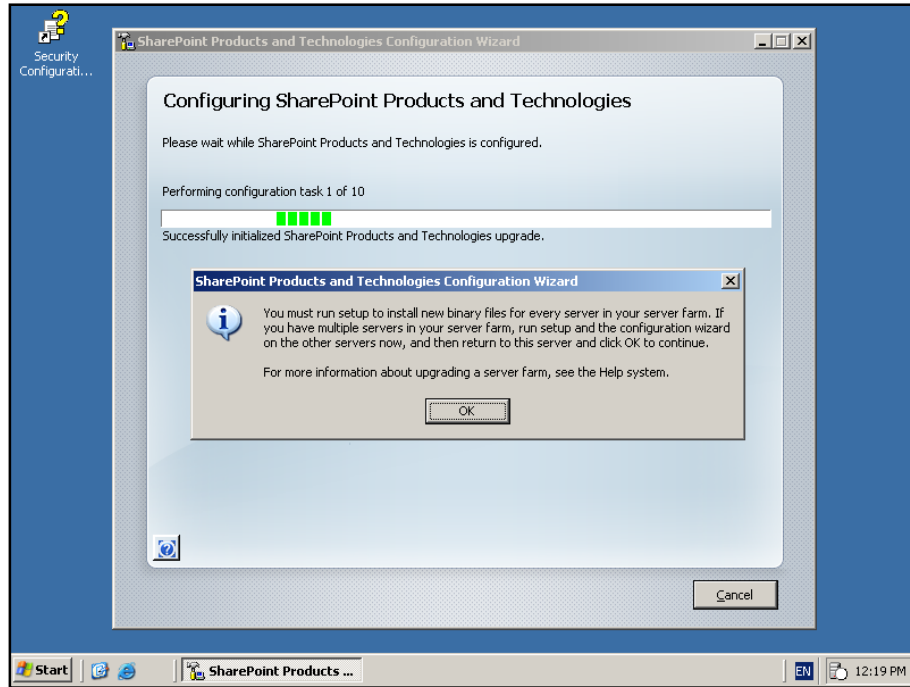 Security
Configurati...
SharePoint Products and Technologies Configuration Wizard
Configuring SharePoint Products and Technologies
Please wait while SharePoint Products and Technologies is configured.
Performing configuration task 1 of 10
Successfully initialized SharePoint Products and Technologies upgrade.
SharePoint Products and Technologies Configuration Wizard
You must run setup to install new binary files for every server in your server farm. If
you have multiple servers in your server farm, run setup and the configuration wizard
on the other servers now, and then return to this server and click OK to continue.
For more information about upgrading a server farm, see the Help system.
OK
Cancel
Start
SharePoint Products ...
EN
12:19 PM